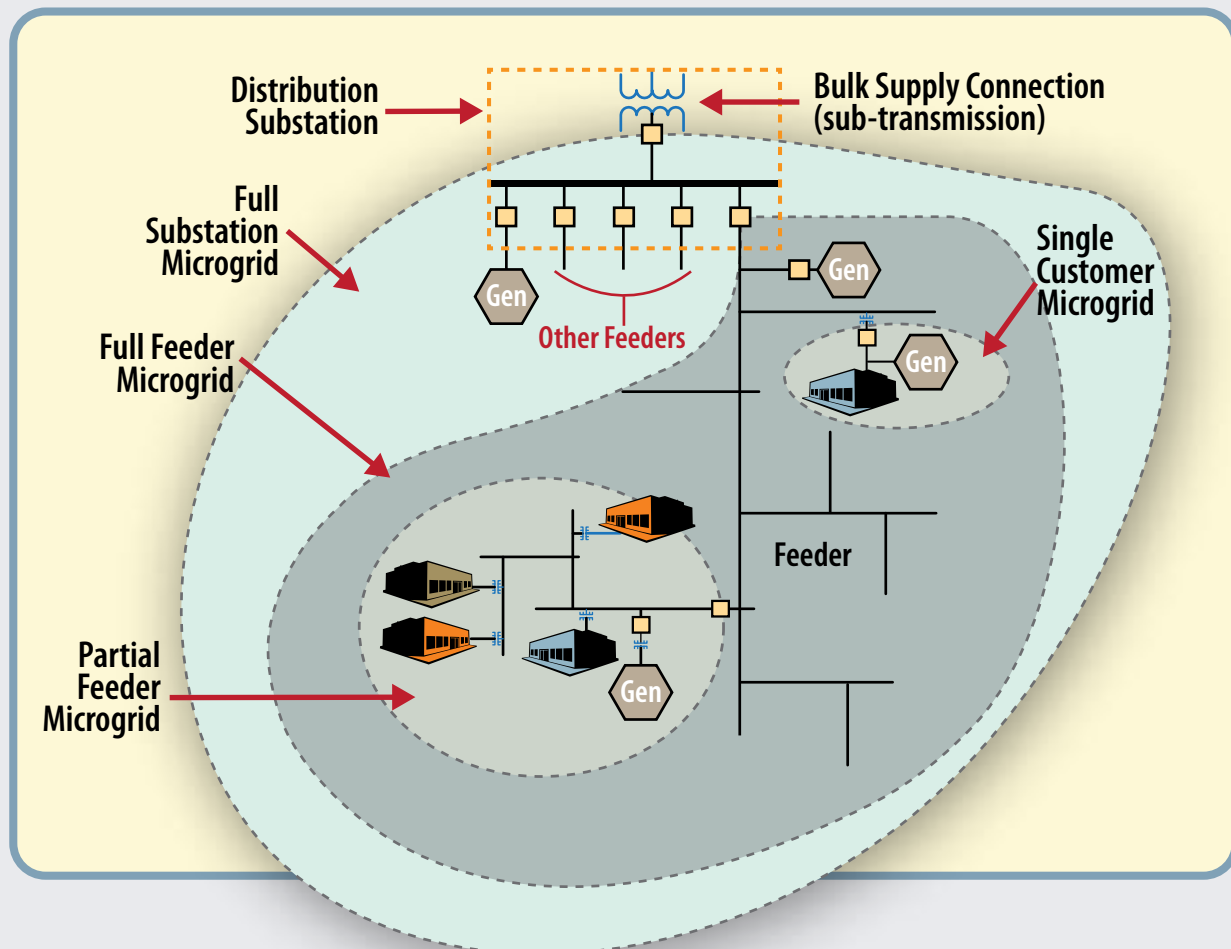 Distribution
Substation
Bulk Supply Connection
(sub-transmission)
Full
Substation
Microgrid
Single
Customer
Microgrid
Gen
Gen
Other Feeders
Full Feeder
Microgrid
Gen
Feeder
Partial
Feeder
Microgrid
Gen